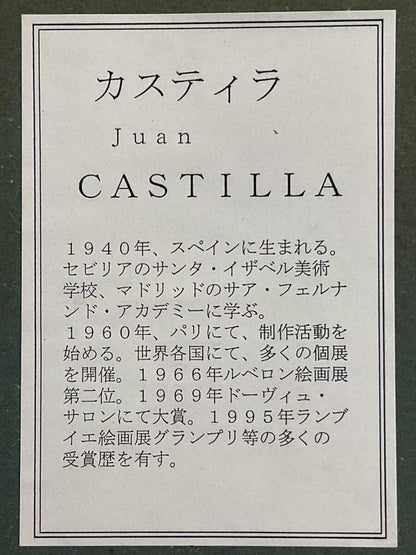 カスティラ
Juan
CASTILLA
１９４０年、スペインに生まれる。
セビリアのサンタ・イザベル美術
学校、マドリッドのサア・フェルナ
ンド・アカデミーに学ぶ。
１９６０年、パリにて、制作活動を
始める。世界各国にて、多くの個展
を開催。１９６６年ルベロン絵画展
第二位。１９６９年ドーヴィュ・
サロンにて大賞。１９９５年ランブ
イエ絵画展グランプリ等の多くの
受賞歴を有す。